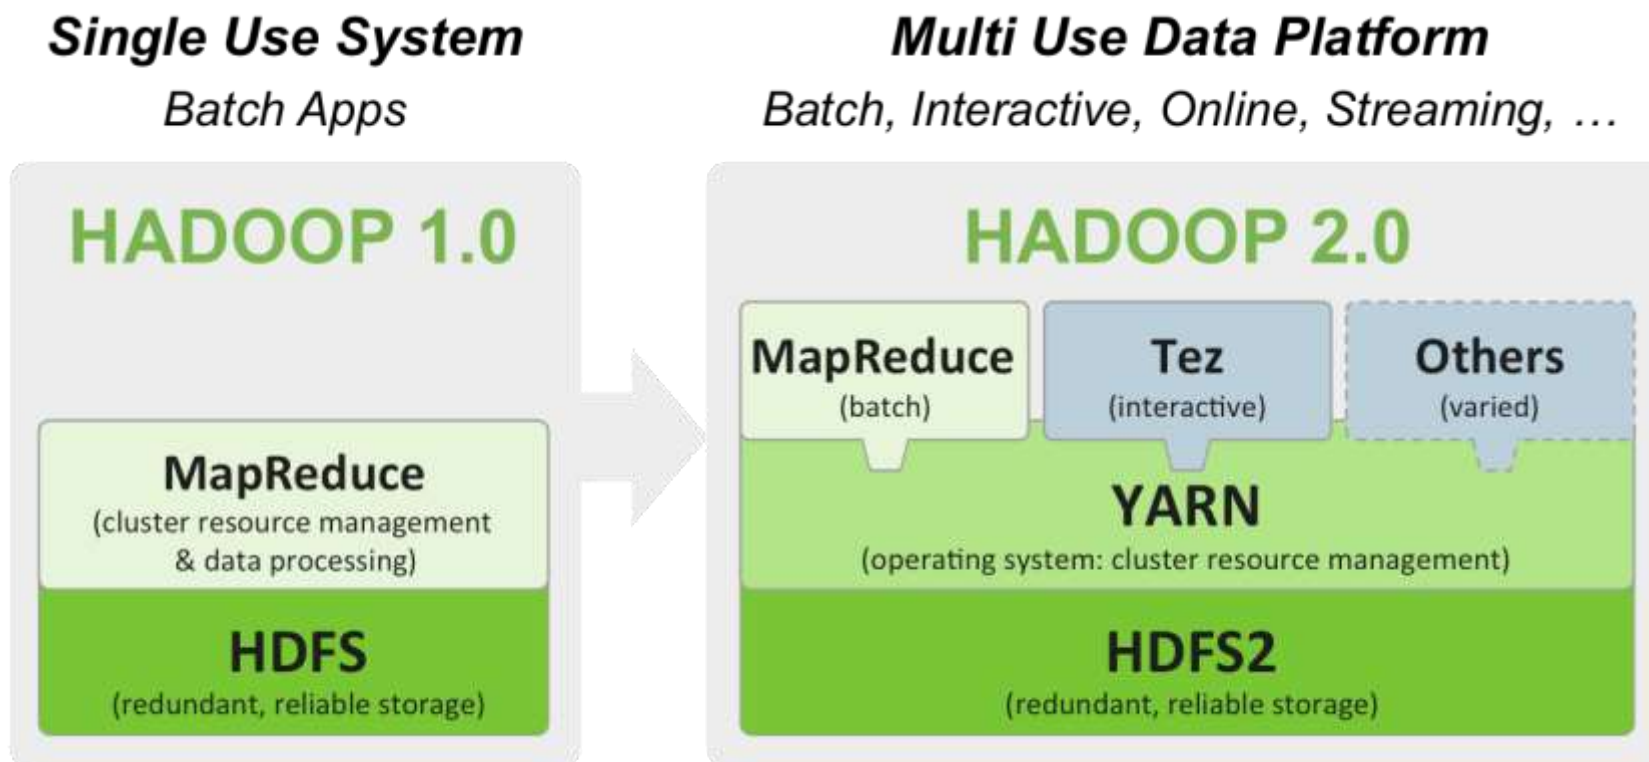 Single Use System
Batch Apps
HADOOP 1.0
MapReduce
(cluster resource management
& data processing)
HDFS
(redundant, reliable storage)
Multi Use Data Platform
Batch, Interactive, Online, Streaming, …
HADOOP 2.0
MapReduce
(batch)
Tez
(interactive)
Others
(varied)
YARN
(operating system: cluster resource management)
HDFS2
(redundant, reliable storage)